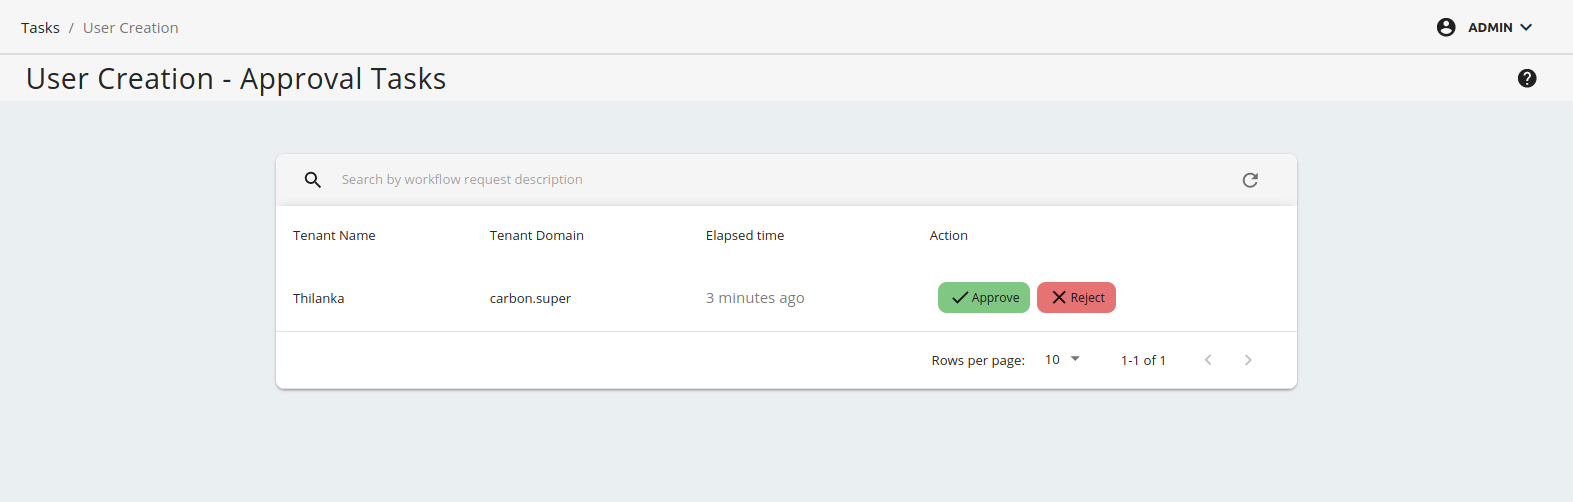 Tasks / User Creation
ADMIN
User Creation - Approval Tasks
Search by workflow request description
Tenant Name Tenant Domain Elapsed time Action
Thilanka carbon.super 3 minutes ago Approve Reject
Rows per page: 10 1-1 of 1